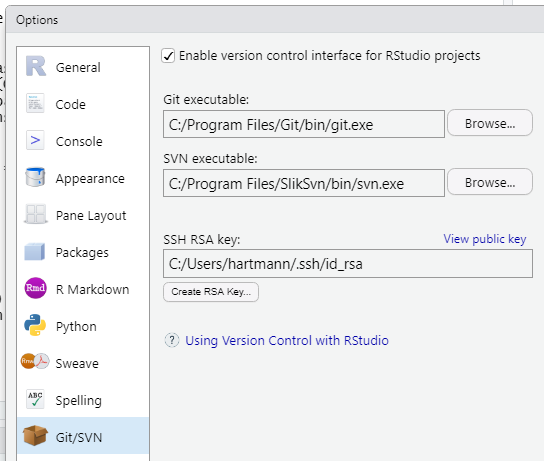 Options
General
Code
Console
Appearance
Pane Layout
Packages
Rmd
R Markdown
Python
Sweave
ABC
Spelling
Git/SVN
Enable version control interface for RStudio projects
Git executable:
C:/Program Files/Git/bin/git.exe
Browse...
SVN executable:
C:/Program Files/SlikSvn/bin/svn.exe
Browse...
SSH RSA key:
View public key
C:/Users/hartmann/.ssh/id_rsa
Create RSA Key...
? Using Version Control with RStudio